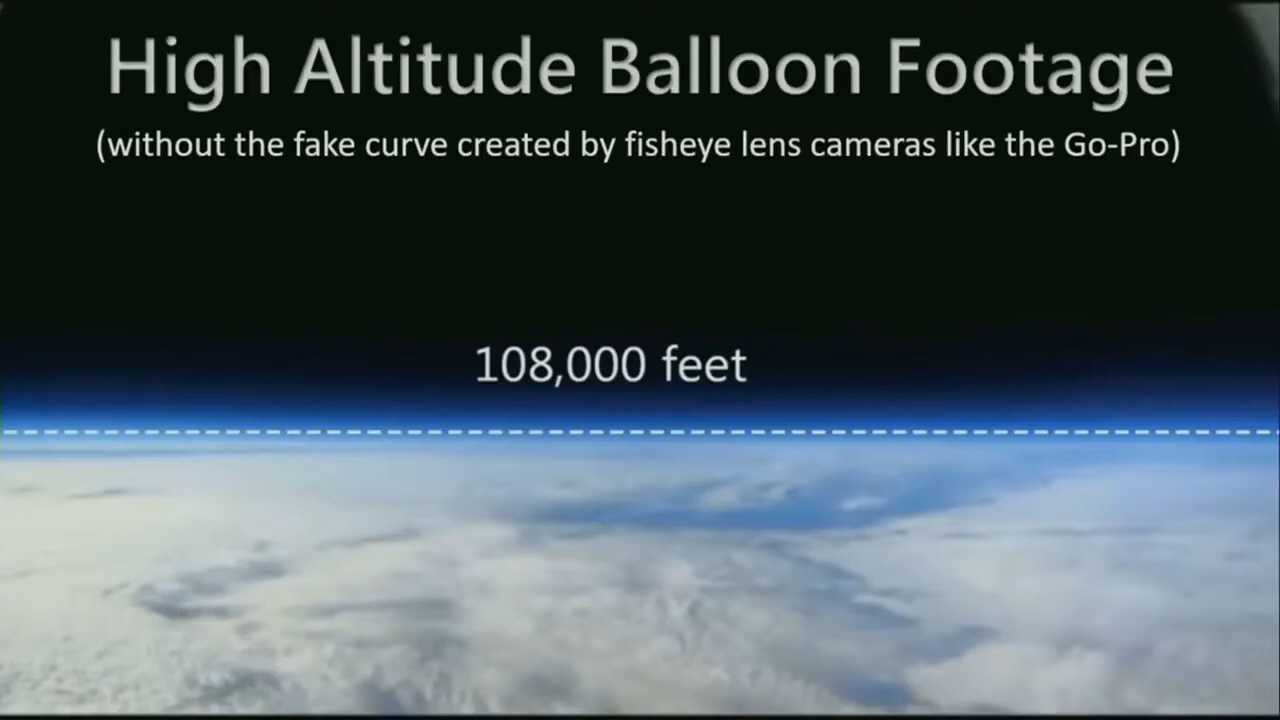 High Altitude Balloon Footage
(without the fake curve created by fisheye lens cameras like the Go-Pro)
108,000 feet